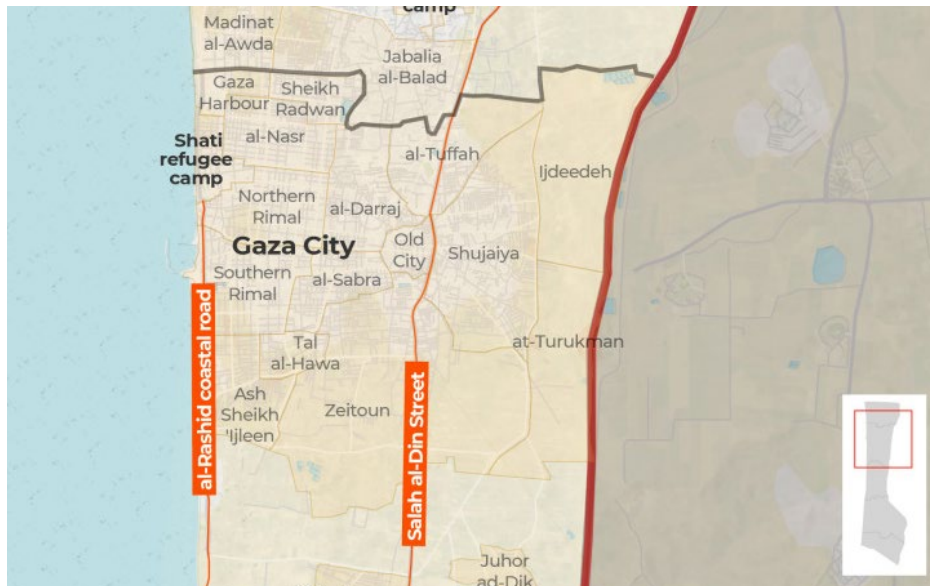 camp
Madinat
al-Awda
Jabalia
al-Balad
Gaza
Harbour
Sheikh
Radwan
al-Nasr
Shati
refugee
camp
al-Tuffah
Ijdeedeh
Northern
Rimal
al-Darraj
Gaza City
Old
City
Shujaiya
Southern
Rimal
al-Sabra
Tal
al-Hawa
at-Turukman
al-Rashid coastal road
Salah al-Din Street
Ash
Sheikh
'Ijleen
Zeitoun
Juhor
ad-Dik